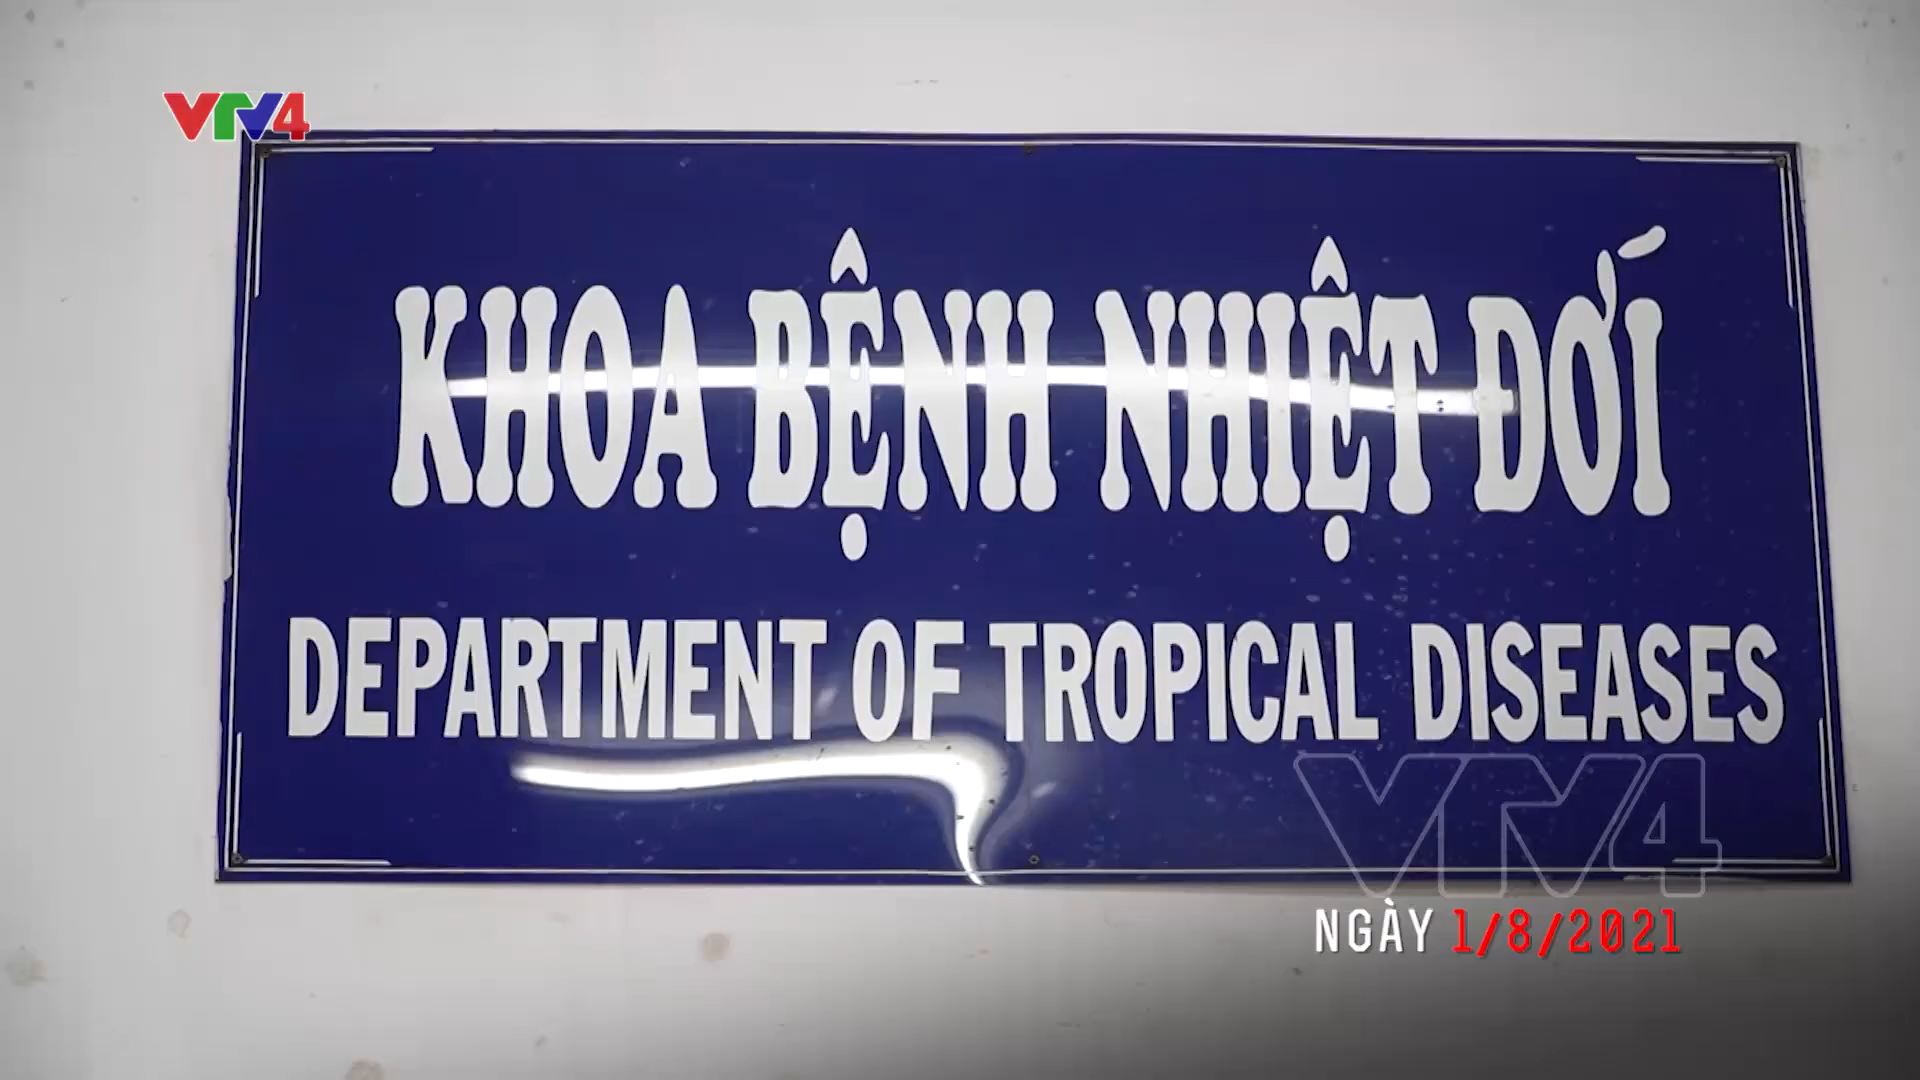 VTV4
KHOA BỆNH NHIỆT ĐỚI
DEPARTMENT OF TROPICAL DISEASES
VTV4
NGÀY 1/8/2021